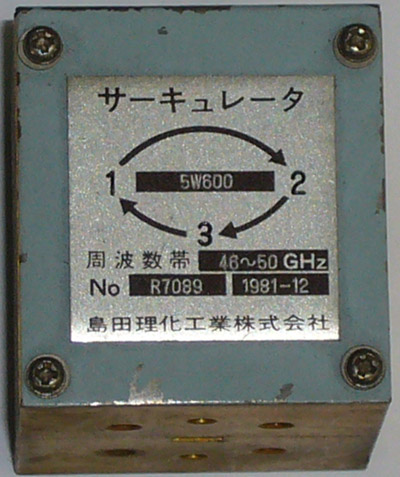 サーキュレータ
1 5W600 2
3
周波数帯 46～50 GHz
No R7089 1981-12
島田理化工業株式会社